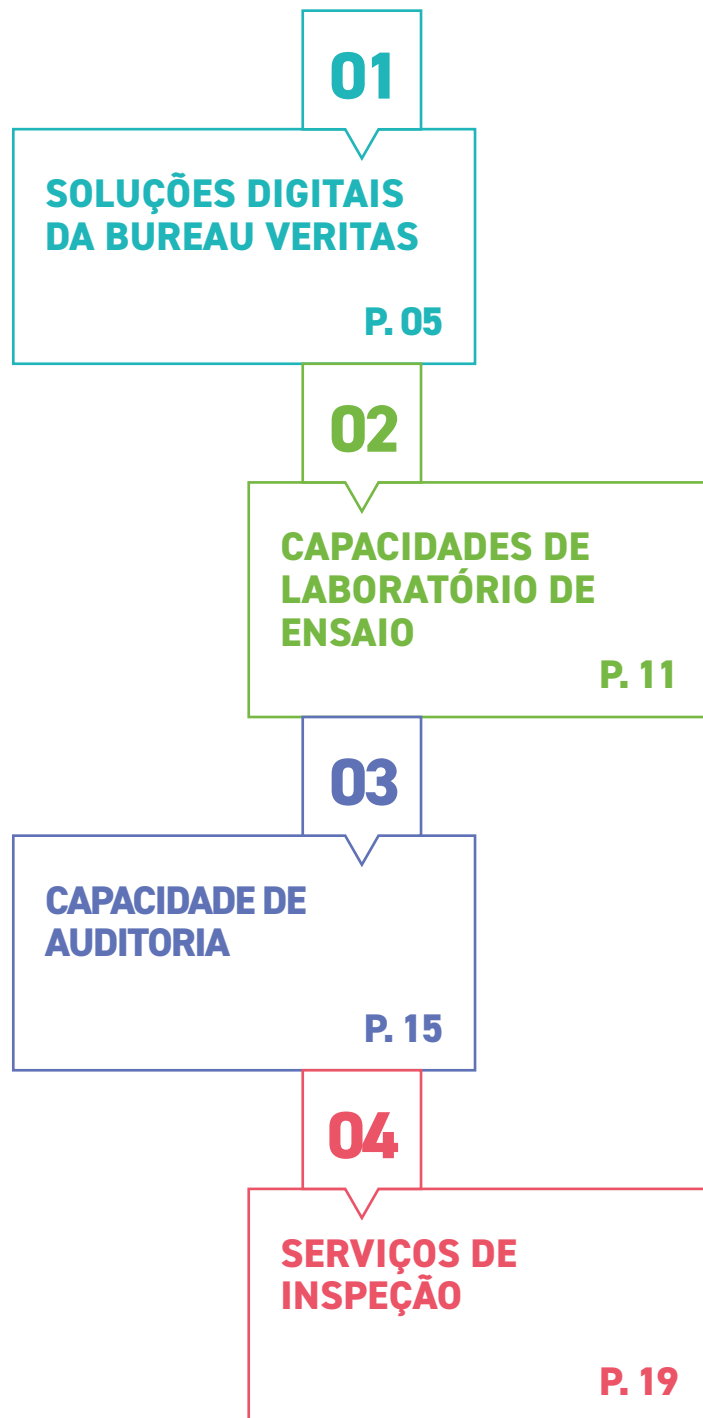 01
SOLUÇÕES DIGITAIS
DA BUREAU VERITAS
P. 05
02
CAPACIDADES DE
LABORATÓRIO DE
ENSAIO
P. 11
03
CAPACIDADE DE
AUDITORIA
P. 15
04
SERVIÇOS DE
INSPEÇÃO
P. 19